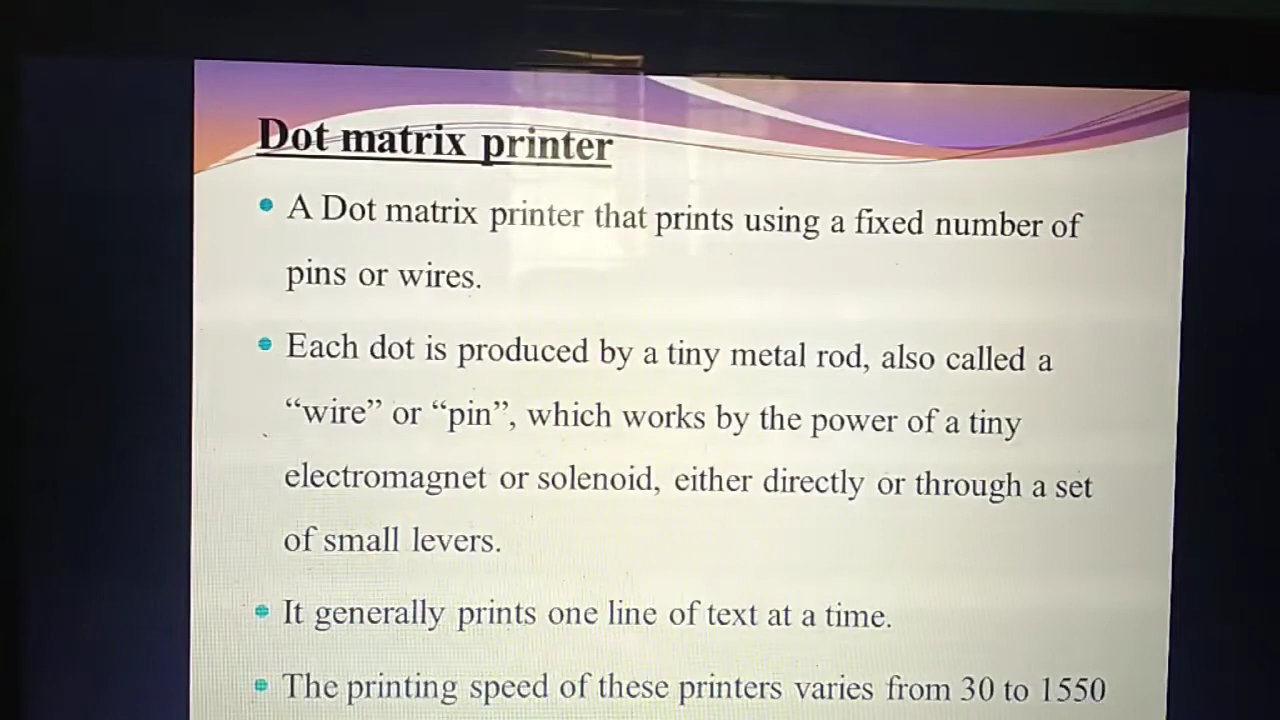 Dot matrix printer
A Dot matrix printer that prints using a fixed number of
pins or wires.
Each dot is produced by a tiny metal rod, also called a
“wire” or “pin”, which works by the power of a tiny
electromagnet or solenoid, either directly or through a set
of small levers.
It generally prints one line of text at a time.
The printing speed of these printers varies from 30 to 1550